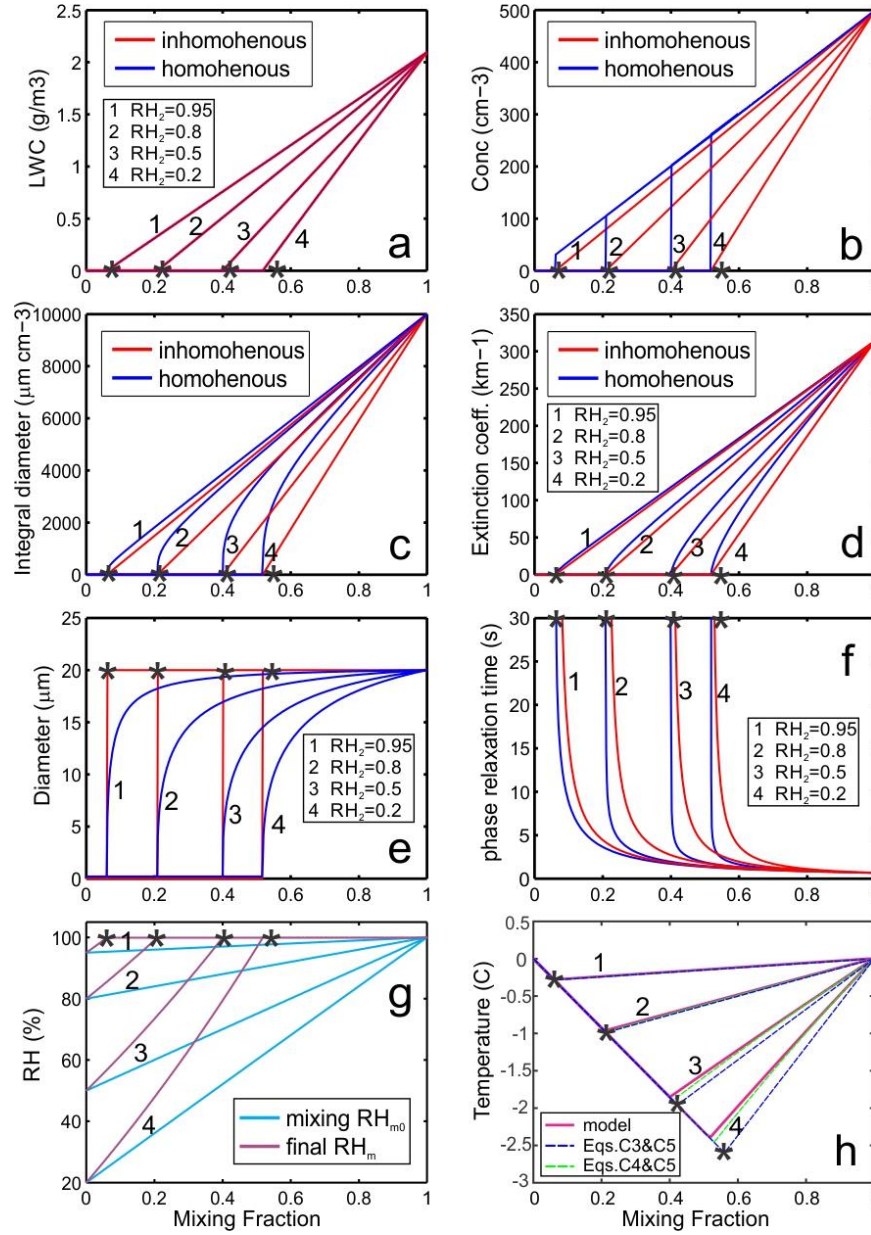 LWC (g/m3)
2.5
2
1.5
1
0.5
0
inhomohenous
homohenous
1 RH2=0.95
2 RH2=0.8
3 RH2=0.5
4 RH2=0.2
1
2
3
4
a
0
0.2
0.4
0.6
0.8
1
Conc (cm−3)
500
400
300
200
100
0
inhomohenous
homohenous
1
2
3
4
b
0
0.2
0.4
0.6
0.8
Integral diameter (μm cm−3)
10000
8000
6000
4000
2000
0
inhomohenous
homohenous
1
2
3
4
c
0
0.2
0.4
0.6
0.8
1
Extinction coeff. (km−1)
350
300
250
200
150
100
50
0
inhomohenous
homohenous
1 RH2=0.95
2 RH2=0.8
3 RH2=0.5
4 RH2=0.2
1
2
3
4
d
0
0.2
0.4
0.6
0.8
Diameter (μm)
25
20
15
10
5
0
1 RH2=0.95
2 RH2=0.8
3 RH2=0.5
4 RH2=0.2
1
2
3
4
e
0
0.2
0.4
0.6
0.8
1
phase relaxation time (s)
30
25
20
15
10
5
0
f
1 RH2=0.95
2 RH2=0.8
3 RH2=0.5
4 RH2=0.2
1
2
3
4
0
0.2
0.4
0.6
0.8
RH (%)
100
80
60
40
20
1
2
3
4
g
mixing RHm0
final RHm
0
0.2
0.4
0.6
0.8
1
Mixing Fraction
Temperature (C)
0.5
0
-0.5
-1
-1.5
-2
-2.5
-3
1
2
3
4
model
Eqs.C3&C5
Eqs.C4&C5
h
0
0.2
0.4
0.6
0.8
Mixing Fraction